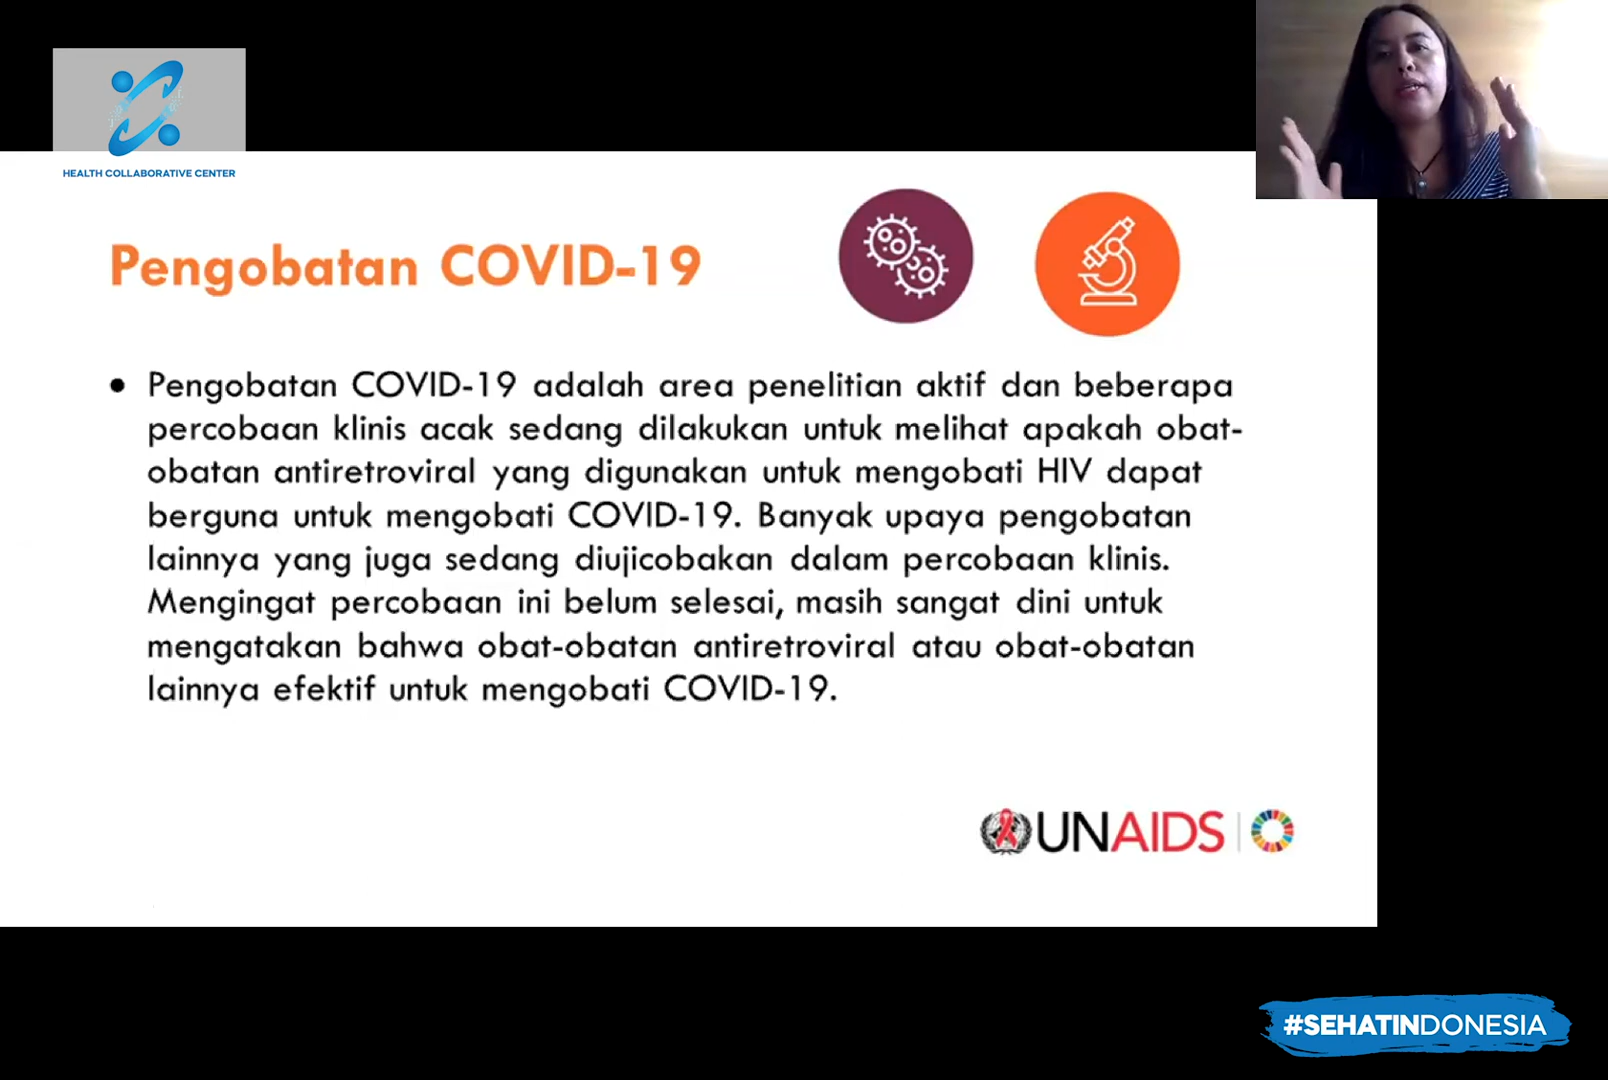 HEALTH COLLABORATIVE CENTER
Pengobatan COVID-19
• Pengobatan COVID-19 adalah area penelitian aktif dan beberapa
percobaan klinis acak sedang dilakukan untuk melihat apakah obat-
obatan antiretroviral yang digunakan untuk mengobati HIV dapat
berguna untuk mengobati COVID-19. Banyak upaya pengobatan
lainnya yang juga sedang diujicobakan dalam percobaan klinis.
Mengingat percobaan ini belum selesai, masih sangat dini untuk
mengatakan bahwa obat-obatan antiretroviral atau obat-obatan
lainnya efektif untuk mengobati COVID-19.
UNAIDS
#SEHATINDONESIA